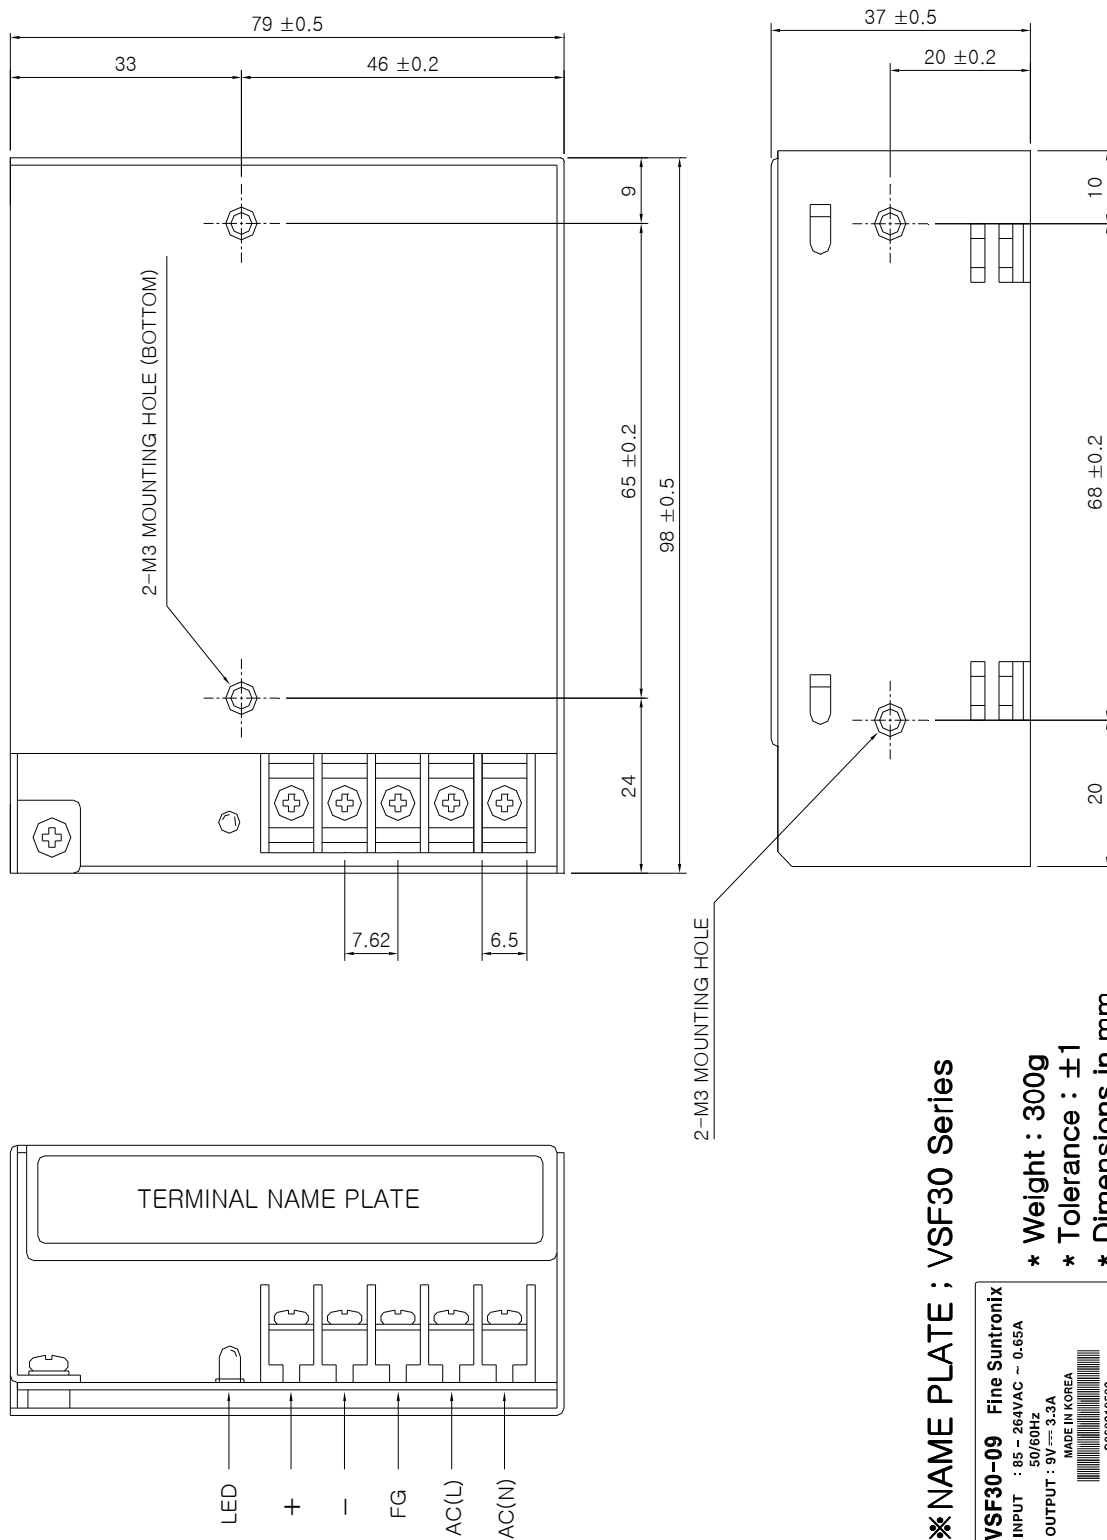 79 ±0.5
33
46 ±0.2
37 ±0.5
20 ±0.2
9
65 ±0.2
98 ±0.5
24
2-M3 MOUNTING HOLE (BOTTOM)
10
68 ±0.2
20
7.62
6.5
2-M3 MOUNTING HOLE
TERMINAL NAME PLATE
LED
+
−
FG
AC(L)
AC(N)
※ NAME PLATE ; VSF30 Series
* Weight : 300g
* Tolerance : ±1
* Dimensions in mm
VSF30-09 Fine Suntronix
INPUT : 85 - 264VAC ~ 0.65A
50/60Hz
OUTPUT : 9V⎓3.3A
MADE IN KOREA